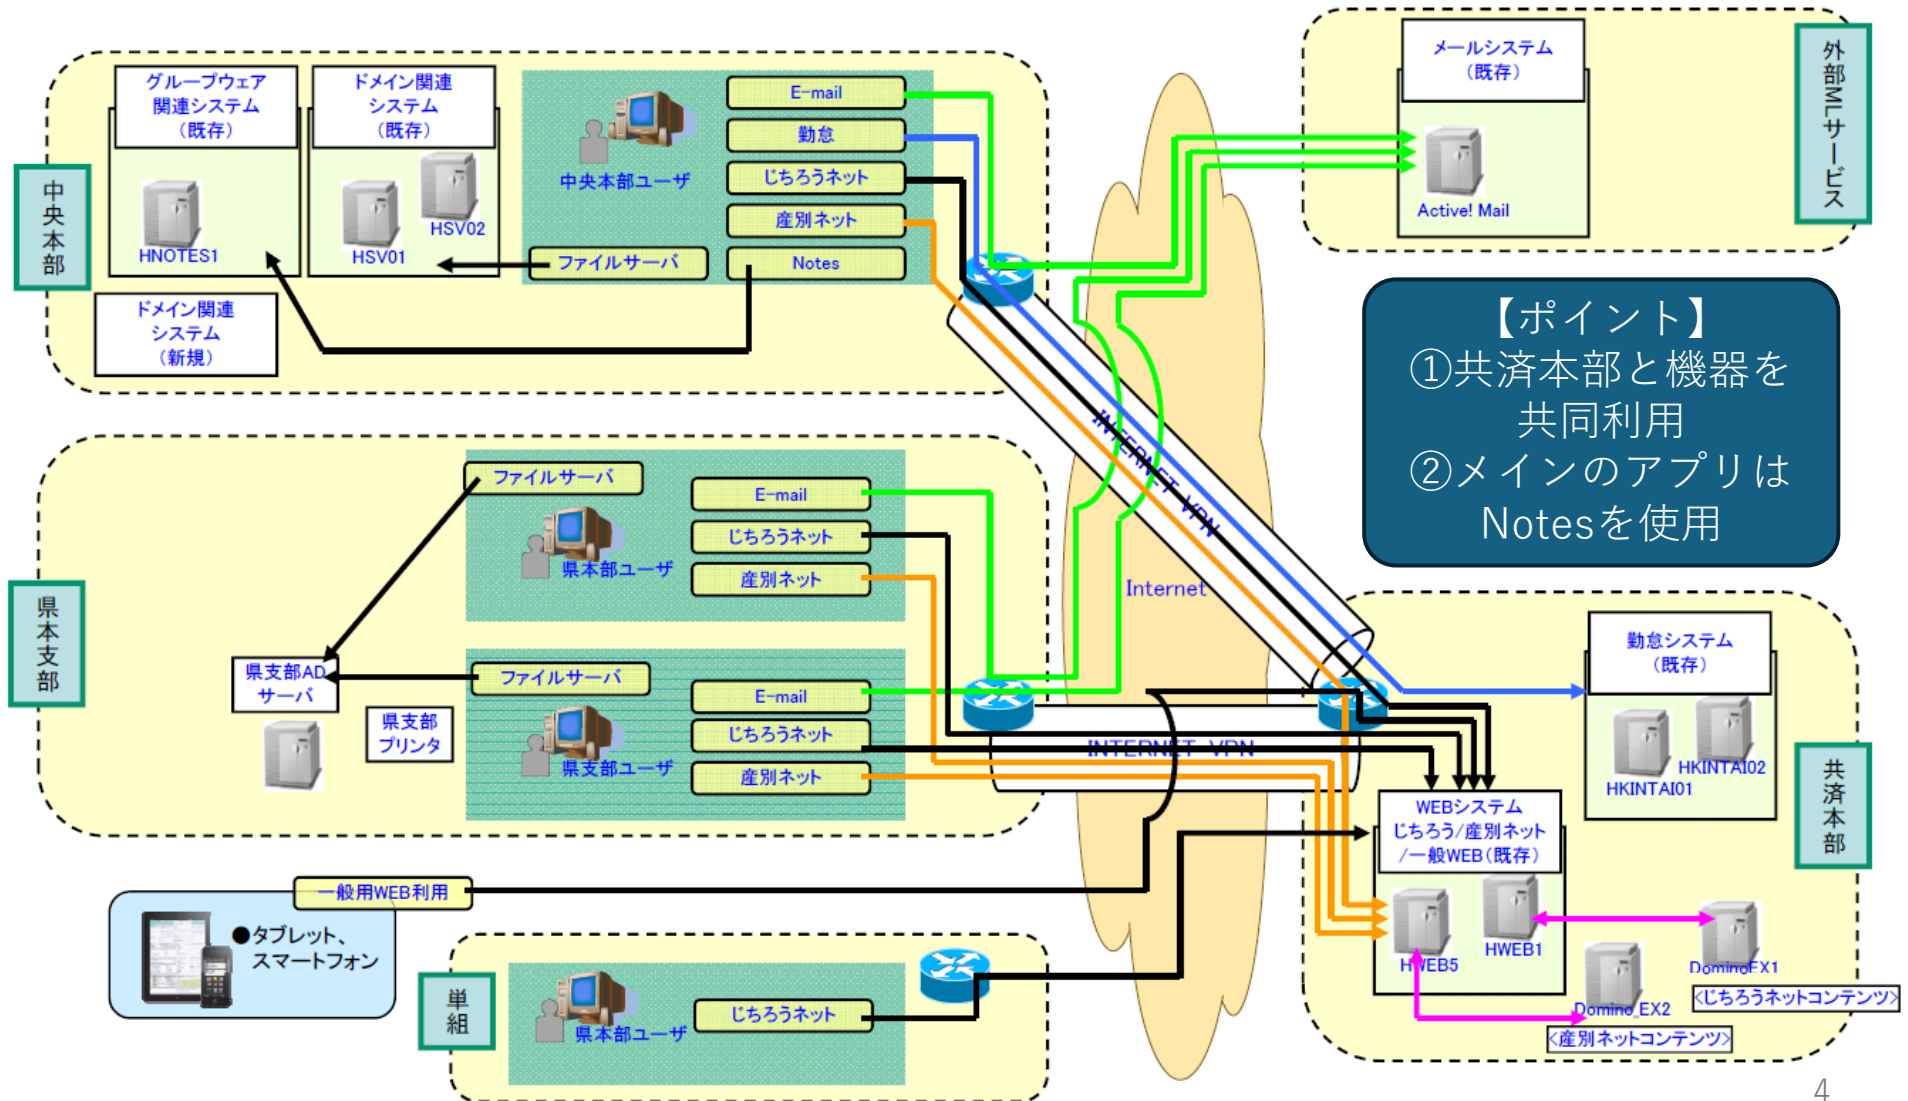 中央本部
グループウェア
関連システム
（既存）
HNOTES1
ドメイン関連
システム
（既存）
HSV02
HSV01
ドメイン関連
システム
（新規）
中央本部ユーザ
ファイルサーバ
E-mail
勤怠
じちろうネット
産別ネット
Notes
メールシステム
（既存）
Active! Mail
外部MLサービス
【ポイント】
①共済本部と機器を
共同利用
②メインのアプリは
Notesを使用
INTERNET VPN
Internet
県本支部
ファイルサーバ
県本部ユーザ
E-mail
じちろうネット
産別ネット
県支部AD
サーバ
県支部
プリンタ
ファイルサーバ
県支部ユーザ
E-mail
じちろうネット
産別ネット
INTERNET VPN
勤怠システム
（既存）
HKINTAI02
HKINTAI01
共済本部
WEBシステム
じちろう/産別ネット
/一般WEB（既存）
HWEB5
HWEB1
DominoEX1
<じちろうネットコンテンツ>
Domino_EX2
<産別ネットコンテンツ>
一般用WEB利用
●タブレット、
スマートフォン
単組
県本部ユーザ
じちろうネット
4